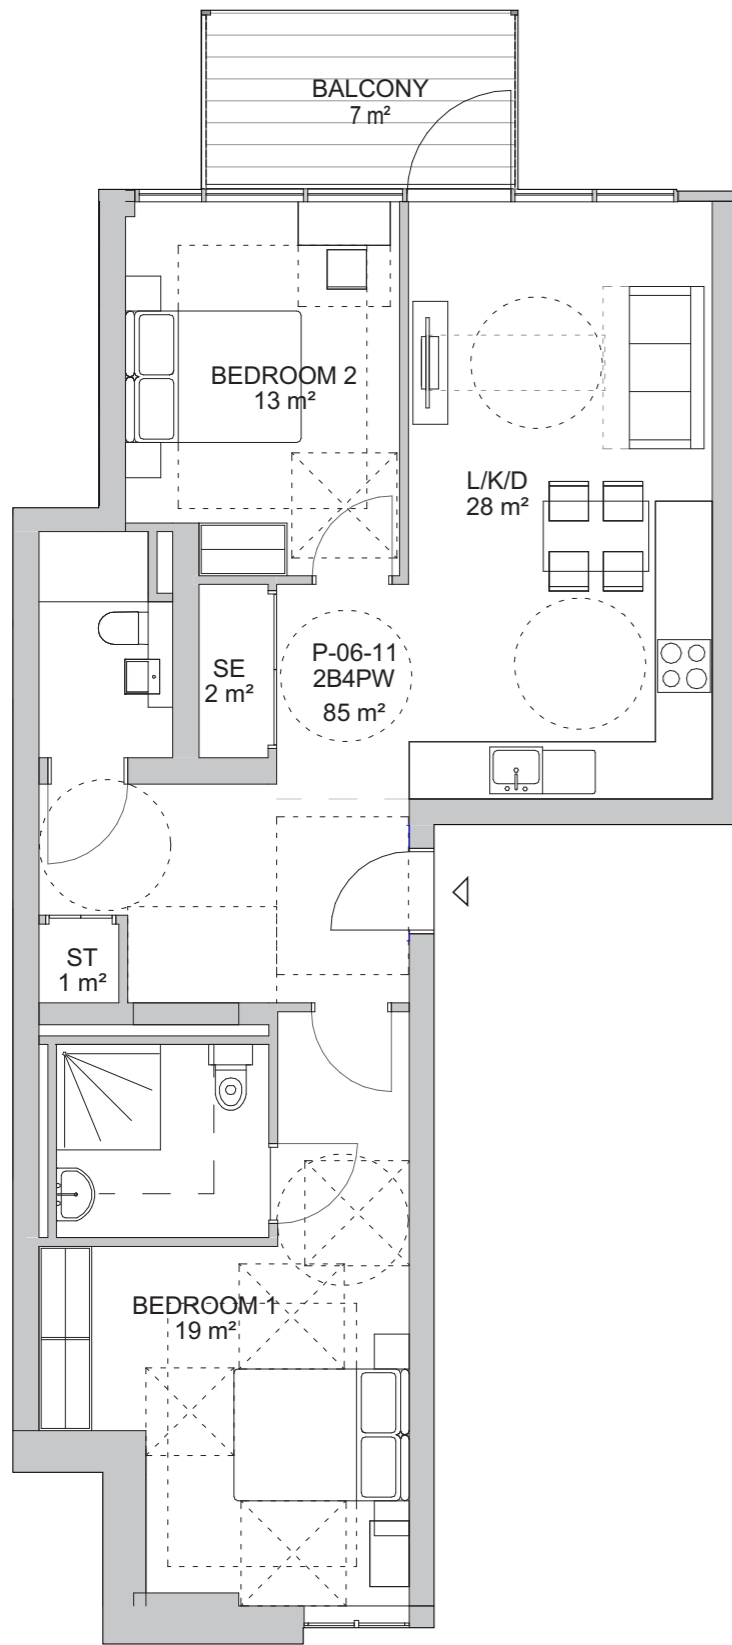 BALCONY
7 m²
BEDROOM 2
13 m²
L/K/D
28 m²
P-06-11
2B4PW
85 m²
SE
2 m²
ST
1 m²
BEDROOM 1
19 m²